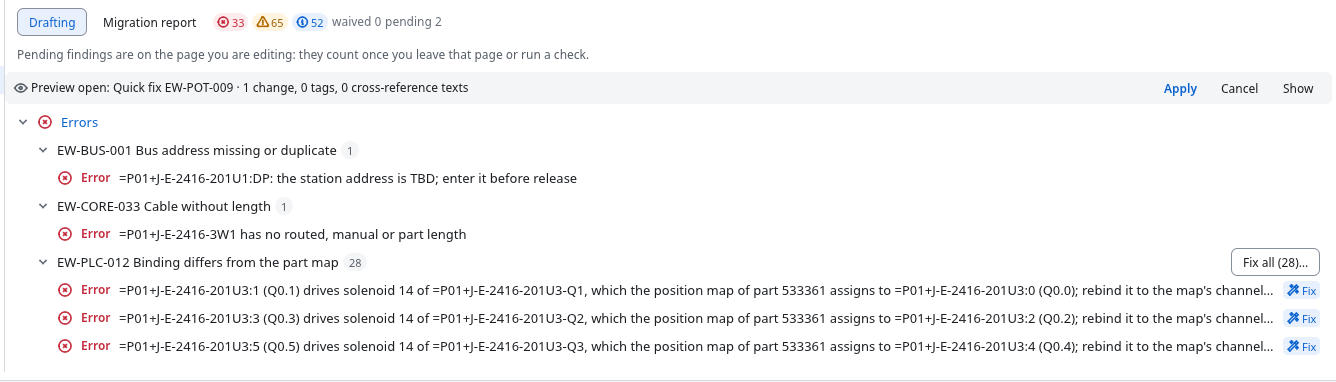 Drafting Migration report 33 65 52 waived 0 pending 2
Pending findings are on the page you are editing: they count once you leave that page or run a check.
Preview open: Quick fix EW-POT-009 · 1 change, 0 tags, 0 cross-reference texts Apply Cancel Show
Errors
EW-BUS-001 Bus address missing or duplicate 1
Error =P01+J-E-2416-201U1:DP: the station address is TBD; enter it before release
EW-CORE-033 Cable without length 1
Error =P01+J-E-2416-3W1 has no routed, manual or part length
EW-PLC-012 Binding differs from the part map 28 Fix all (28)...
Error =P01+J-E-2416-201U3:1 (Q0.1) drives solenoid 14 of =P01+J-E-2416-201U3-Q1, which the position map of part 533361 assigns to =P01+J-E-2416-201U3:0 (Q0.0); rebind it to the map's channel... Fix
Error =P01+J-E-2416-201U3:3 (Q0.3) drives solenoid 14 of =P01+J-E-2416-201U3-Q2, which the position map of part 533361 assigns to =P01+J-E-2416-201U3:2 (Q0.2); rebind it to the map's channel... Fix
Error =P01+J-E-2416-201U3:5 (Q0.5) drives solenoid 14 of =P01+J-E-2416-201U3-Q3, which the position map of part 533361 assigns to =P01+J-E-2416-201U3:4 (Q0.4); rebind it to the map's channel... Fix